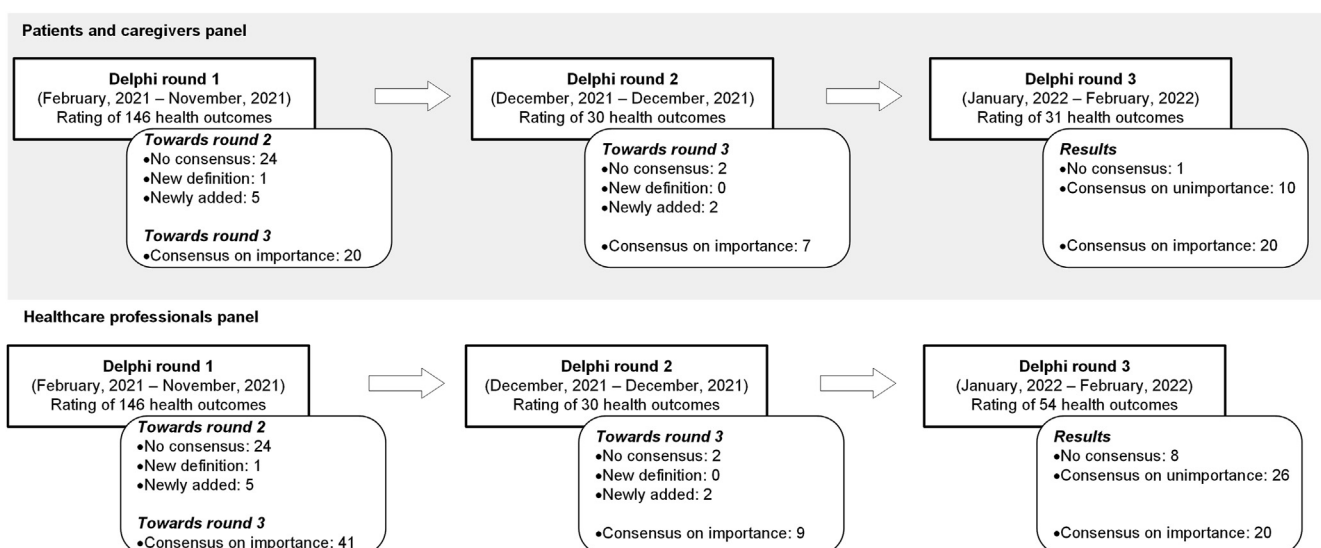 Patients and caregivers panel
Delphi round 1
(February, 2021 – November, 2021)
Rating of 146 health outcomes
Towards round 2
•No consensus: 24
•New definition: 1
•Newly added: 5
Towards round 3
•Consensus on importance: 20
Delphi round 2
(December, 2021 – December, 2021)
Rating of 30 health outcomes
Towards round 3
•No consensus: 2
•New definition: 0
•Newly added: 2
•Consensus on importance: 7
Delphi round 3
(January, 2022 – February, 2022)
Rating of 31 health outcomes
Results
•No consensus: 1
•Consensus on unimportance: 10
•Consensus on importance: 20
Healthcare professionals panel
Delphi round 1
(February, 2021 – November, 2021)
Rating of 146 health outcomes
Towards round 2
•No consensus: 24
•New definition: 1
•Newly added: 5
Towards round 3
•Consensus on importance: 41
Delphi round 2
(December, 2021 – December, 2021)
Rating of 30 health outcomes
Towards round 3
•No consensus: 2
•New definition: 0
•Newly added: 2
•Consensus on importance: 9
Delphi round 3
(January, 2022 – February, 2022)
Rating of 54 health outcomes
Results
•No consensus: 8
•Consensus on unimportance: 26
•Consensus on importance: 20